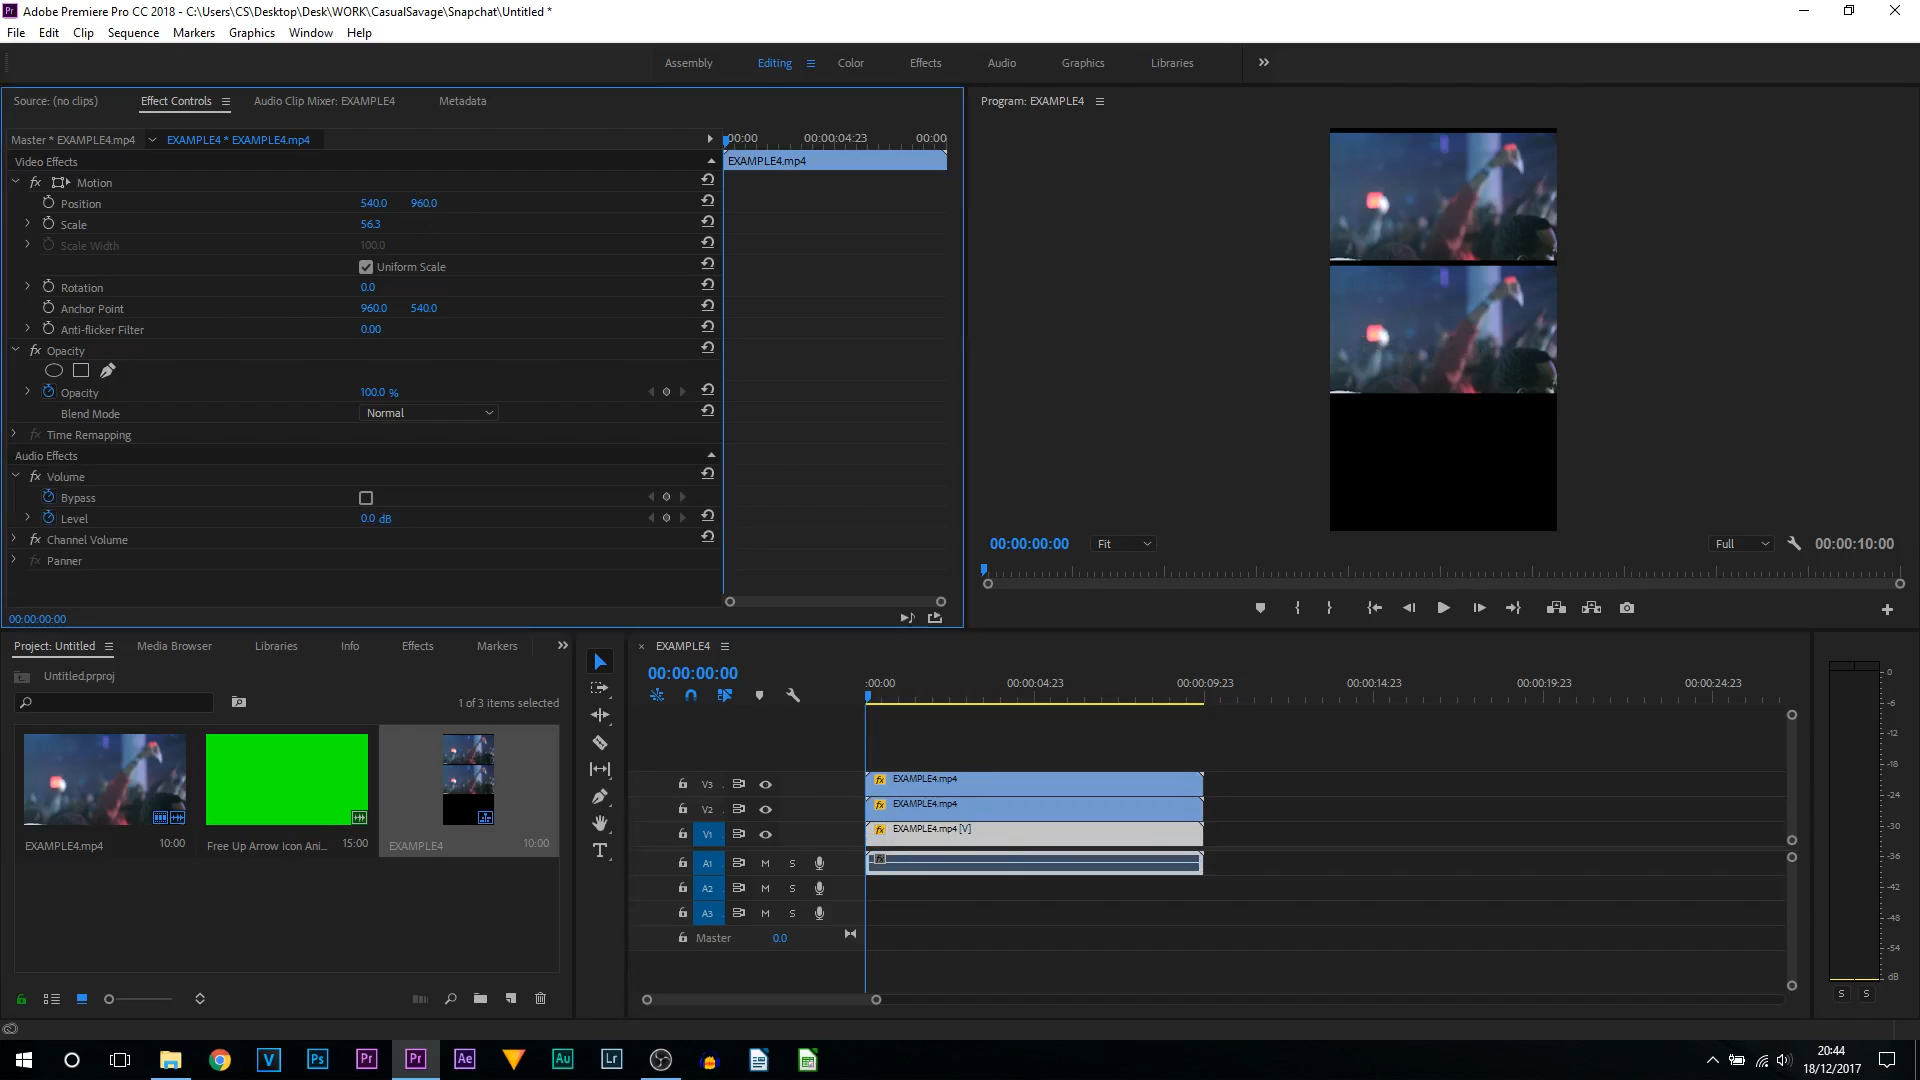 Adobe Premiere Pro CC 2018 - C:\Users\CS\Desktop\Desk\WORK\CasualSavage\Snapchat\Untitled *
File Edit Clip Sequence Markers Graphics Window Help
Assembly Editing Color Effects Audio Graphics Libraries
Source: (no clips) Effect Controls Audio Clip Mixer: EXAMPLE4 Metadata
Master * EXAMPLE4.mp4 EXAMPLE4 * EXAMPLE4.mp4
:00:00 00:00:04:23 00:00
EXAMPLE4.mp4
Video Effects
fx Motion
Position 540.0 960.0
Scale 56.3
Scale Width 100.0
Uniform Scale
Rotation 0.0
Anchor Point 960.0 540.0
Anti-flicker Filter 0.00
fx Opacity
Opacity 100.0 %
Blend Mode Normal
fx Time Remapping
Audio Effects
fx Volume
Bypass
Level 0.0 dB
fx Channel Volume
fx Panner
00:00:00:00
Program: EXAMPLE4
00:00:00:00 Fit Full 00:00:10:00
Project: Untitled Media Browser Libraries Info Effects Markers
Untitled.prproj
1 of 3 items selected
EXAMPLE4.mp4 10:00
Free Up Arrow Icon Ani... 15:00
EXAMPLE4 10:00
EXAMPLE4
00:00:00:00
:00:00 00:00:04:23 00:00:09:23 00:00:14:23 00:00:19:23 00:00:24:23
V3 fx EXAMPLE4.mp4
V2 fx EXAMPLE4.mp4
V1 fx EXAMPLE4.mp4 [V]
A1 M S fx
A2 M S
A3 M S
Master 0.0
0
-6
-12
-18
-24
-30
-36
-42
-48
-54
dB
S S
V Ps Pr Pr Ae Au Lr
20:44
18/12/2017